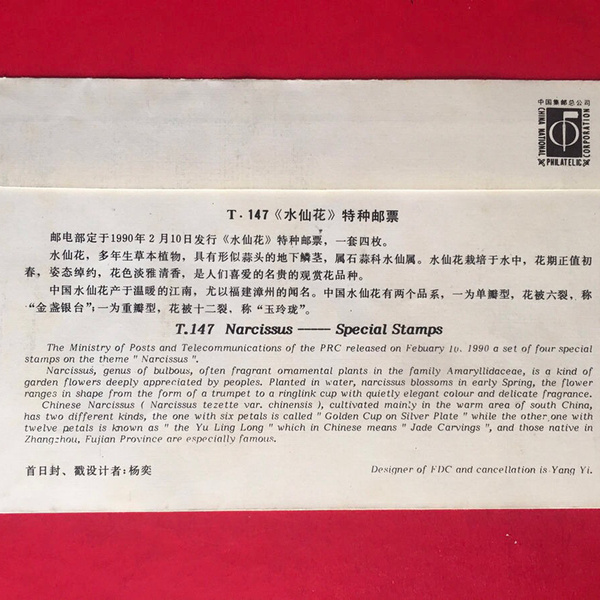 中国集邮总公司
CHINA NATIONAL
PHILATELIC
CORPORATION
T·147《水仙花》特种邮票
邮电部定于1990年2月10日发行《水仙花》特种邮票，一套四枚。
水仙花，多年生草本植物，具有形似蒜头的地下鳞茎，属石蒜科水仙属。水仙花栽培于水中，花期正值初
春，姿态绰约，花色淡雅清香，是人们喜爱的名贵的观赏花品种。
中国水仙花产于温暖的江南，尤以福建漳州的闻名。中国水仙花有两个品系，一为单瓣型，花被六裂，称
“金盏银台”；一为重瓣型，花被十二裂，称“玉玲珑”。
T.147 Narcissus —— Special Stamps
The Ministry of Posts and Telecommunications of the PRC released on Febuary 10. 1990 a set of four special
stamps on the theme " Narcissus ".
Narcissus, genus of bulbous, often fragrant ornamental plants in the family Amaryllidaceae, is a kind of
garden flowers deeply appreciated by peoples. Planted in water, narcissus blossoms in early Spring, the flower
ranges in shape from the form of a trumpet to a ringlink cup with quietly elegant colour and delicate fragrance.
Chinese Narcissus ( Narcissus tezette var. chinensis ), cultivated mainly in the warm area of south China,
has two different kinds, the one with six petals is called " Golden Cup on Silver Plate " while the other one with
twelve petals is known as " the Yu Ling Long " which in Chinese means " Jade Carvings ", and those native in
Zhangzhou, Fujian Province are especially famous.
首日封、戳设计者：杨奕
Designer of FDC and cancellation is Yang Yi.